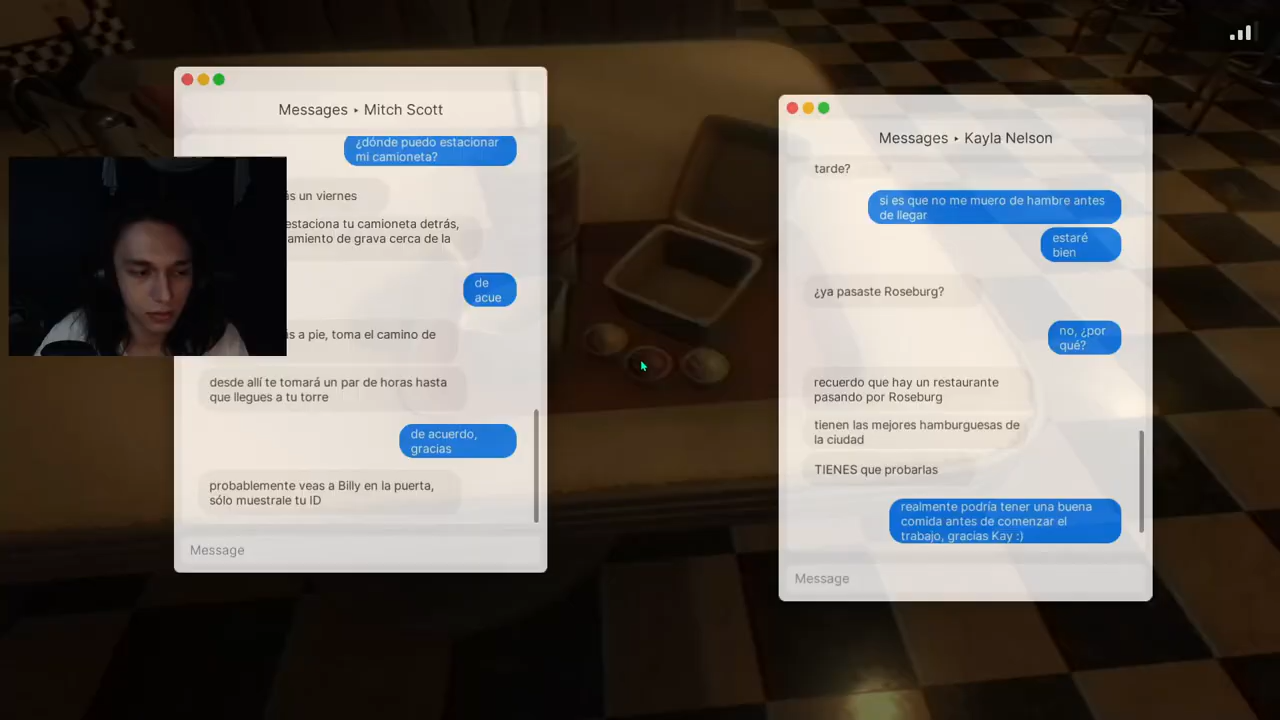 Messages ▸ Mitch Scott
¿dónde puedo estacionar
mi camioneta?
un viernes
estaciona tu camioneta detrás,
de grava cerca de la
de
acue
a pie, toma el camino de
desde allí te tomará un par de horas hasta
que llegues a tu torre
de acuerdo,
gracias
probablemente veas a Billy en la puerta,
sólo muestrale tu ID
Message
Messages ▸ Kayla Nelson
tarde?
si es que no me muero de hambre antes
de llegar
estaré
bien
¿ya pasaste Roseburg?
no, ¿por
qué?
recuerdo que hay un restaurante
pasando por Roseburg
tienen las mejores hamburguesas de
la ciudad
TIENES que probarlas
realmente podría tener una buena
comida antes de comenzar el
trabajo, gracias Kay :)
Message